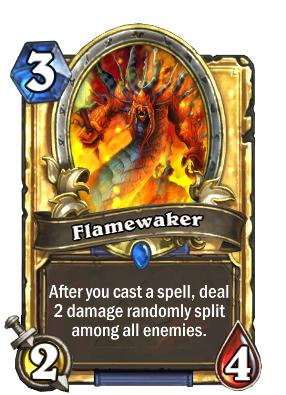 3
Flamewaker
After you cast a spell, deal
2 damage randomly split
among all enemies.
2
4